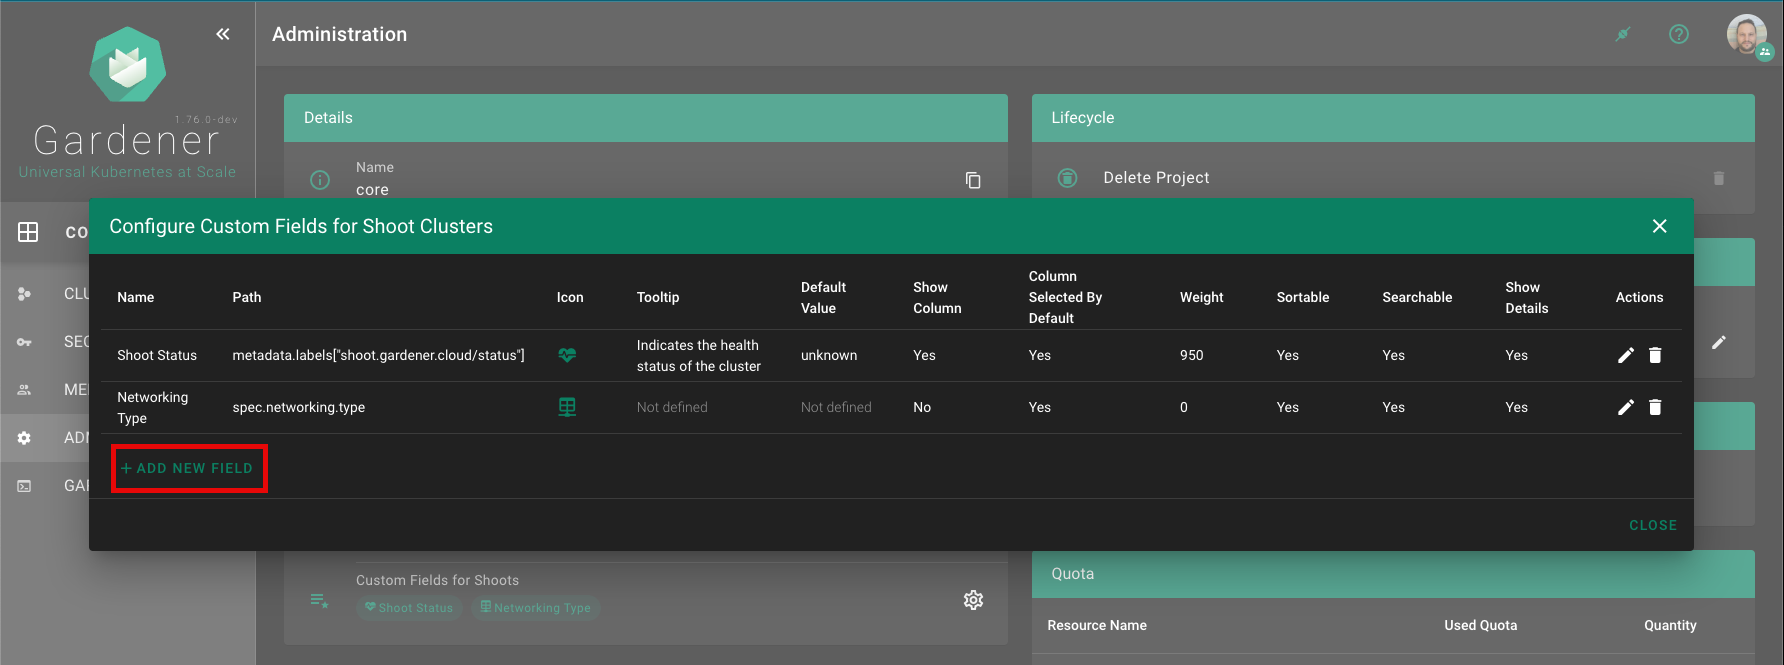 Administration
1.76.0-dev
Gardener
Universal Kubernetes at Scale
Details
Lifecycle
Name
core
Delete Project
CO
CLU
SEC
ME
ADM
GAR
Configure Custom Fields for Shoot Clusters
Name Path Icon Tooltip Default Value Show Column Column Selected By Default Weight Sortable Searchable Show Details Actions
Shoot Status metadata.labels["shoot.gardener.cloud/status"] Indicates the health status of the cluster unknown Yes Yes 950 Yes Yes Yes
Networking Type spec.networking.type Not defined Not defined No Yes 0 Yes Yes Yes
+ ADD NEW FIELD
CLOSE
Custom Fields for Shoots
Shoot Status Networking Type
Quota
Resource Name Used Quota Quantity